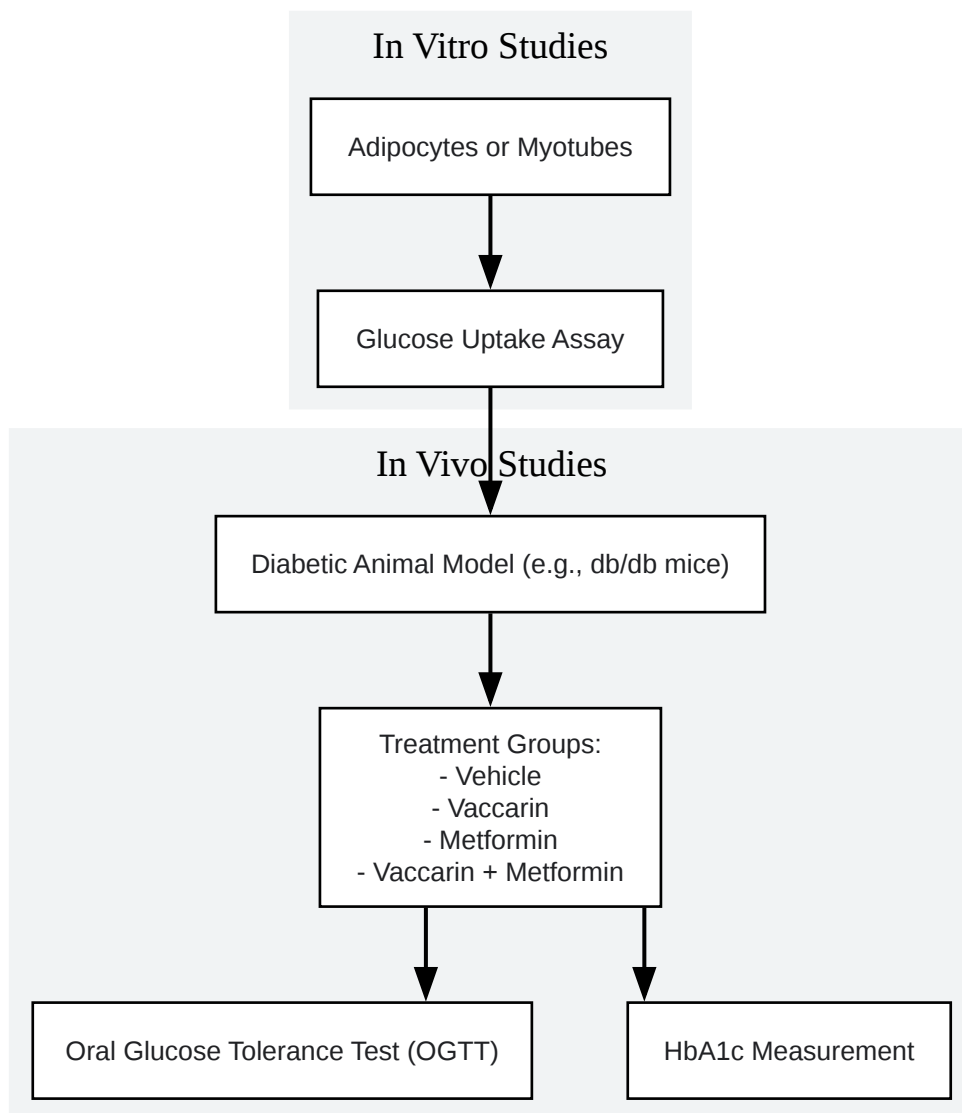 In Vitro Studies
Adipocytes or Myotubes
Glucose Uptake Assay
In Vivo Studies
Diabetic Animal Model (e.g., db/db mice)
Treatment Groups:
- Vehicle
- Vaccarin
- Metformin
- Vaccarin + Metformin
Oral Glucose Tolerance Test (OGTT)
HbA1c Measurement